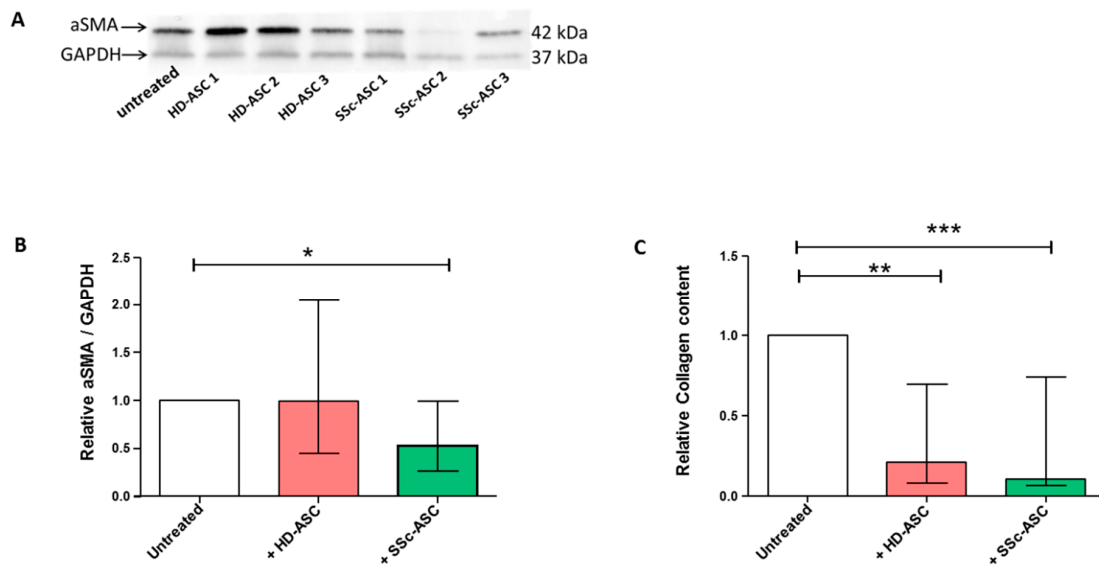 A
aSMA
GAPDH
42 kDa
37 kDa
untreated
HD-ASC 1
HD-ASC 2
HD-ASC 3
SSc-ASC 1
SSc-ASC 2
SSc-ASC 3
B
*
Relative aSMA / GAPDH
2.5
2.0
1.5
1.0
0.5
0.0
Untreated
+ HD-ASC
+ SSc-ASC
C
***
**
Relative Collagen content
1.5
1.0
0.5
0.0
Untreated
+ HD-ASC
+ SSc-ASC